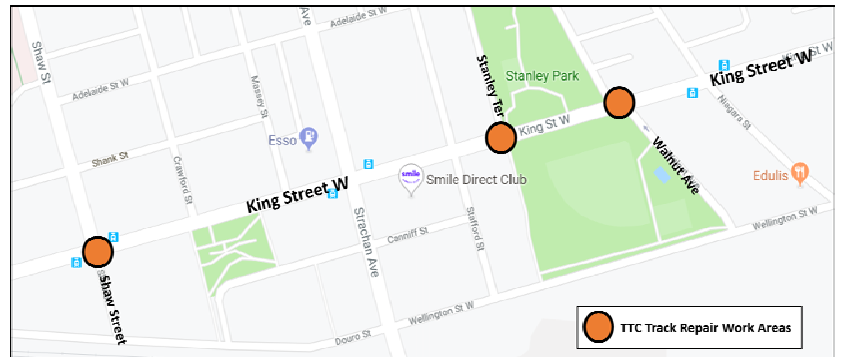 Ave
Adelaide St W
Shaw St
Stanley Ter
Stanley Park
King Street W
Adelaide St W
Massey St
Niagara St
Esso
King St W
Shank St
Crawford St
Walnut Ave
smile
Smile Direct Club
Edulis
King Street W
Strachan Ave
Stafford St
Canniff St
Wellington St W
Shaw Street
Wellington St W
Douro St
TTC Track Repair Work Areas